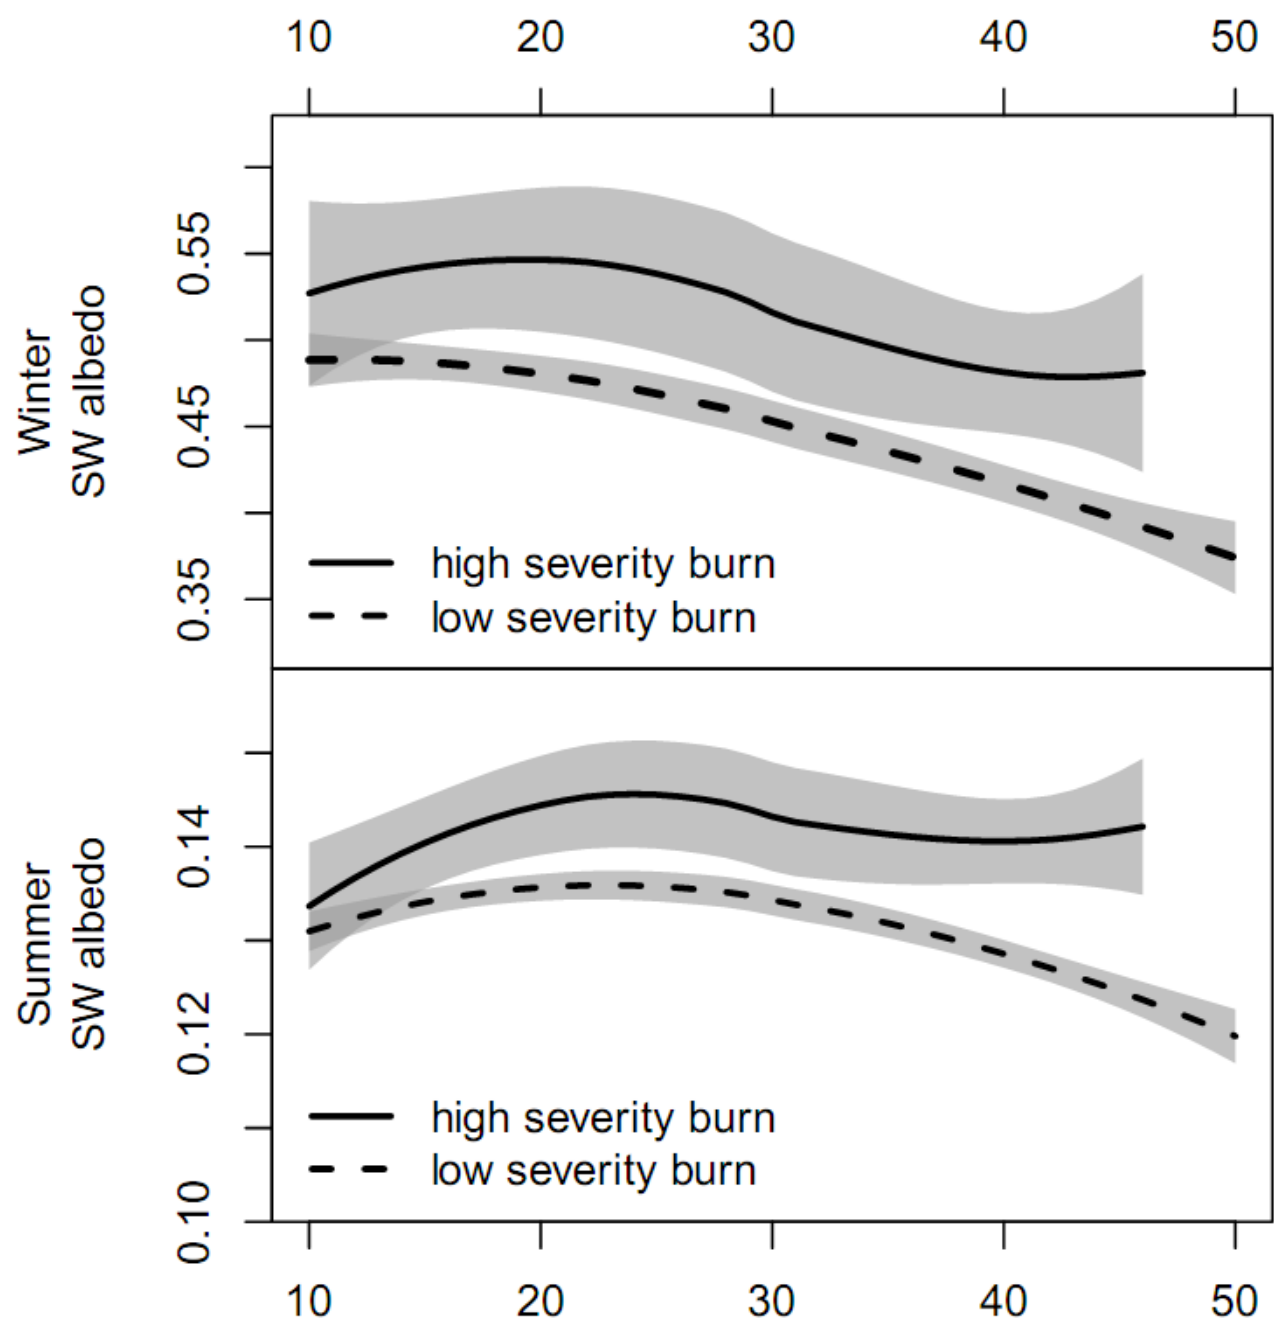 10 20 30 40 50
Winter
SW albedo
0.55
0.45
0.35
high severity burn
low severity burn
Summer
SW albedo
0.14
0.12
0.10
high severity burn
low severity burn
10 20 30 40 50